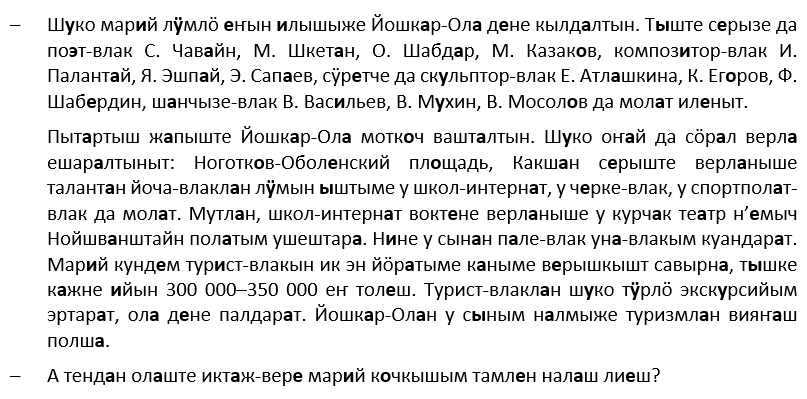 – Шуко марий лӱмлӧ еҥын илышыже Йошкар-Ола дене кылдалтын. Тыште серызе да
поэт-влак С. Чавайн, М. Шкетан, О. Шабдар, М. Казаков, композитор-влак И.
Палантай, Я. Эшпай, Э. Сапаев, сӱретче да скульптор-влак Е. Атлашкина, К. Егоров, Ф.
Шабердин, шанчызе-влак В. Васильев, В. Мухин, В. Мосолов да молат иленыт.
Пытартыш жапыште Йошкар-Ола моткоч вашталтын. Шуко оҥай да сӧрал верла
ешаралтыныт: Ноготков-Оболенский площадь, Какшан серыште верланыше
талантан йоча-влаклан лӱмын ыштыме у школ-интернат, у черке-влак, у спортполат-
влак да молат. Мутлан, школ-интернат воктене верланыше у курчак театр н’емыч
Нойшванштайн полатым ушештара. Нине у сынан пале-влак уна-влакым куандарат.
Марий кундем турист-влакын ик эн йӧратыме каныме верышкышт савырна, тышке
кажне ийын 300 000–350 000 еҥ толеш. Турист-влаклан шуко тӱрлӧ экскурсийым
эртарат, ола дене палдарат. Йошкар-Олан у сыным налмыже туризмлан вияҥаш
полша.
– А тендан олаште иктаж-вере марий кочкышым тамлен налаш лиеш?